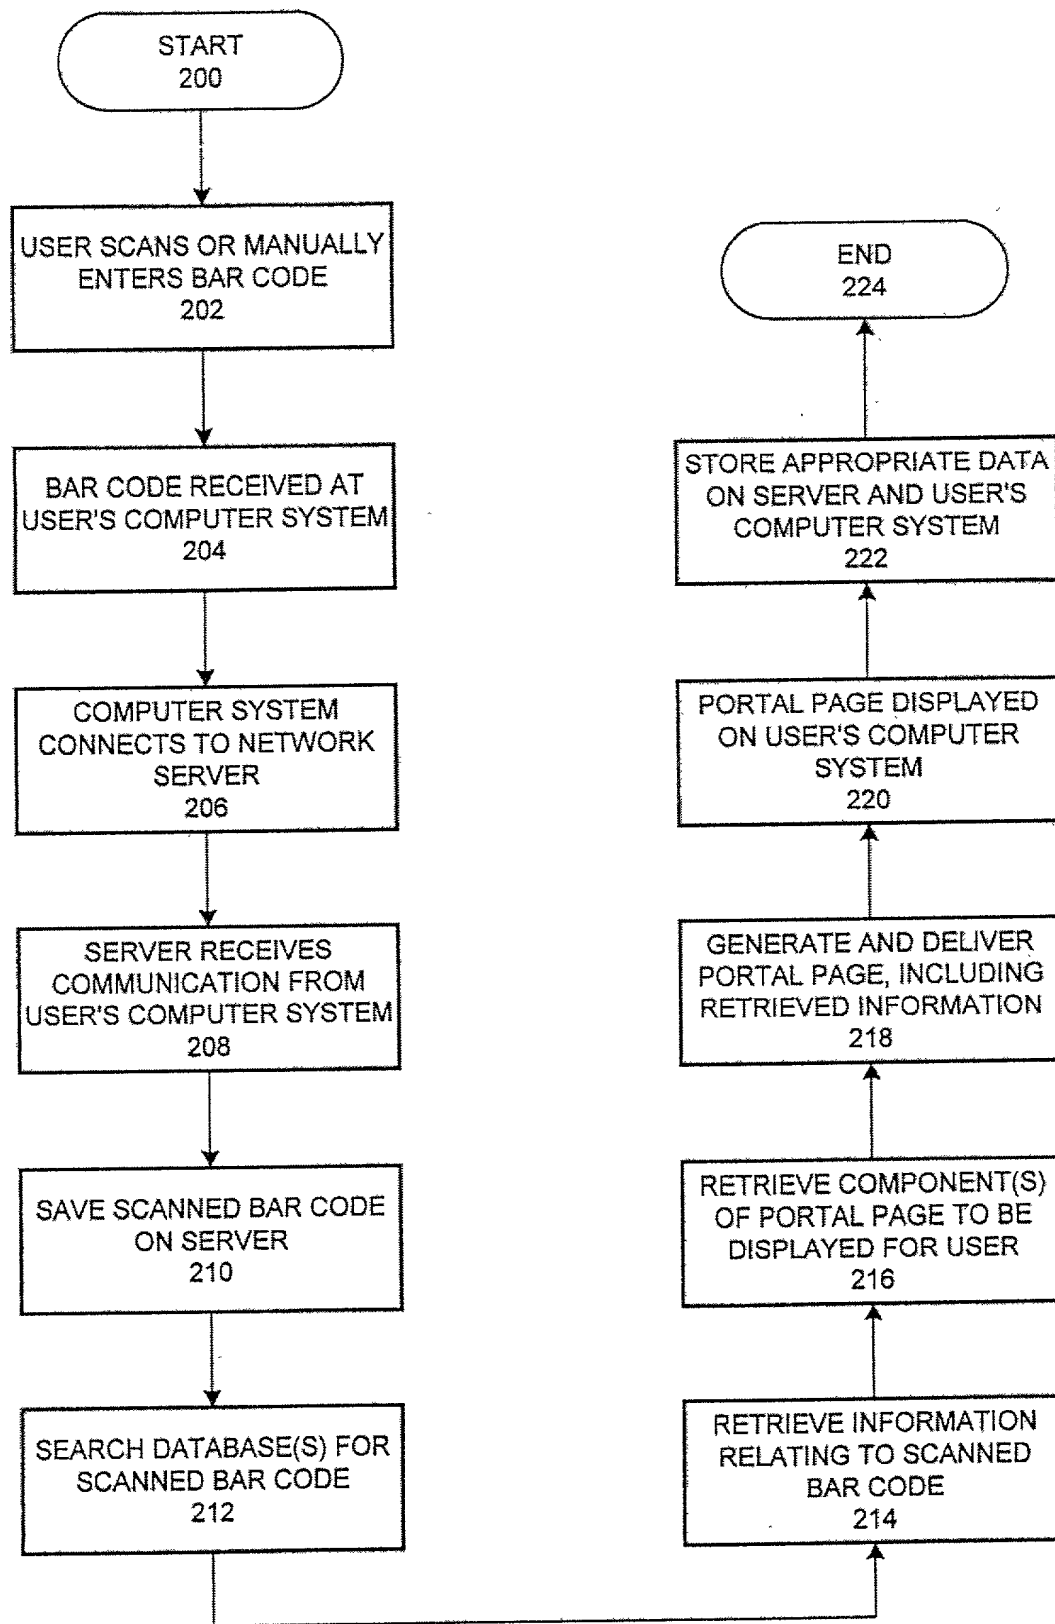 START
200
USER SCANS OR MANUALLY
ENTERS BAR CODE
202
BAR CODE RECEIVED AT
USER'S COMPUTER SYSTEM
204
COMPUTER SYSTEM
CONNECTS TO NETWORK
SERVER
206
SERVER RECEIVES
COMMUNICATION FROM
USER'S COMPUTER SYSTEM
208
SAVE SCANNED BAR CODE
ON SERVER
210
SEARCH DATABASE(S) FOR
SCANNED BAR CODE
212
RETRIEVE INFORMATION
RELATING TO SCANNED
BAR CODE
214
RETRIEVE COMPONENT(S)
OF PORTAL PAGE TO BE
DISPLAYED FOR USER
216
GENERATE AND DELIVER
PORTAL PAGE, INCLUDING
RETRIEVED INFORMATION
218
PORTAL PAGE DISPLAYED
ON USER'S COMPUTER
SYSTEM
220
STORE APPROPRIATE DATA
ON SERVER AND USER'S
COMPUTER SYSTEM
222
END
224